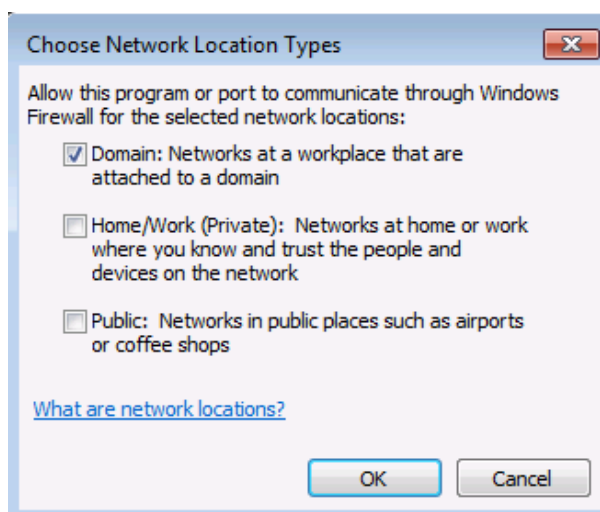 Choose Network Location Types
Allow this program or port to communicate through Windows
Firewall for the selected network locations:
Domain: Networks at a workplace that are
attached to a domain
Home/Work (Private):  Networks at home or work
where you know and trust the people and
devices on the network
Public:  Networks in public places such as airports
or coffee shops
What are network locations?
OK
Cancel